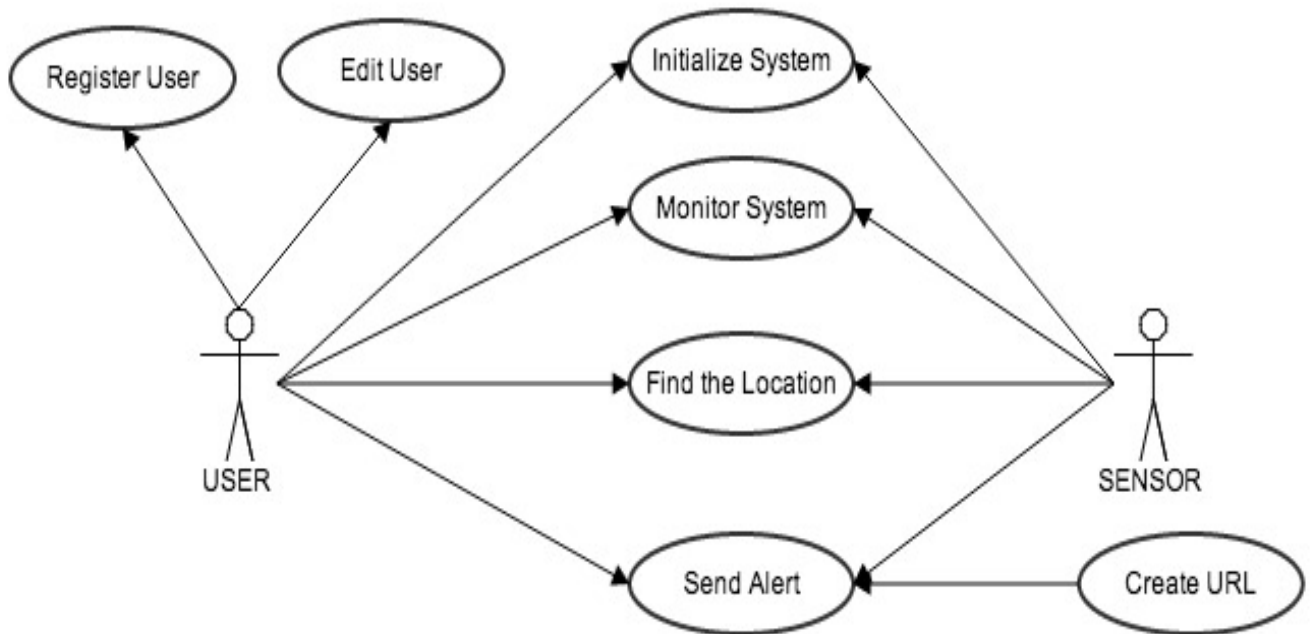 Register User
Edit User
Initialize System
Monitor System
Find the Location
USER
SENSOR
Send Alert
Create URL